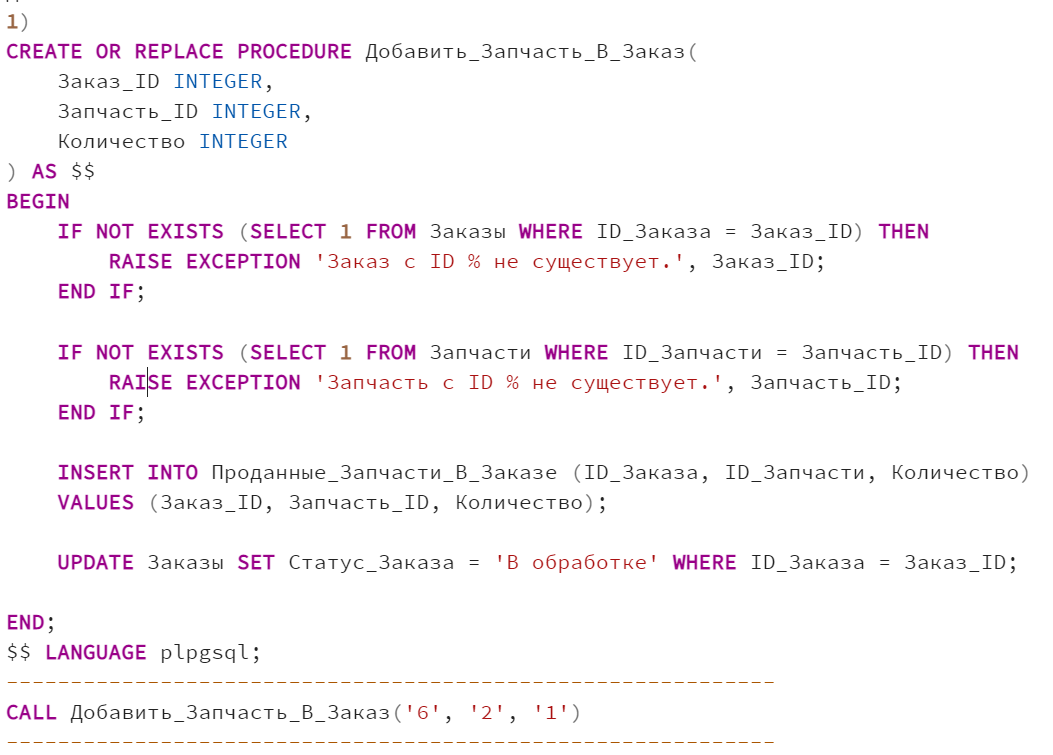 1)
CREATE OR REPLACE PROCEDURE Добавить_Запчасть_В_Заказ(
    Заказ_ID INTEGER,
    Запчасть_ID INTEGER,
    Количество INTEGER
) AS $$
BEGIN
    IF NOT EXISTS (SELECT 1 FROM Заказы WHERE ID_Заказа = Заказ_ID) THEN
        RAISE EXCEPTION 'Заказ с ID % не существует.', Заказ_ID;
    END IF;

    IF NOT EXISTS (SELECT 1 FROM Запчасти WHERE ID_Запчасти = Запчасть_ID) THEN
        RAISE EXCEPTION 'Запчасть с ID % не существует.', Запчасть_ID;
    END IF;

    INSERT INTO Проданные_Запчасти_В_Заказе (ID_Заказа, ID_Запчасти, Количество)
    VALUES (Заказ_ID, Запчасть_ID, Количество);

    UPDATE Заказы SET Статус_Заказа = 'В обработке' WHERE ID_Заказа = Заказ_ID;

END;
$$ LANGUAGE plpgsql;
------------------------------------------------------------
CALL Добавить_Запчасть_В_Заказ('6', '2', '1')
------------------------------------------------------------